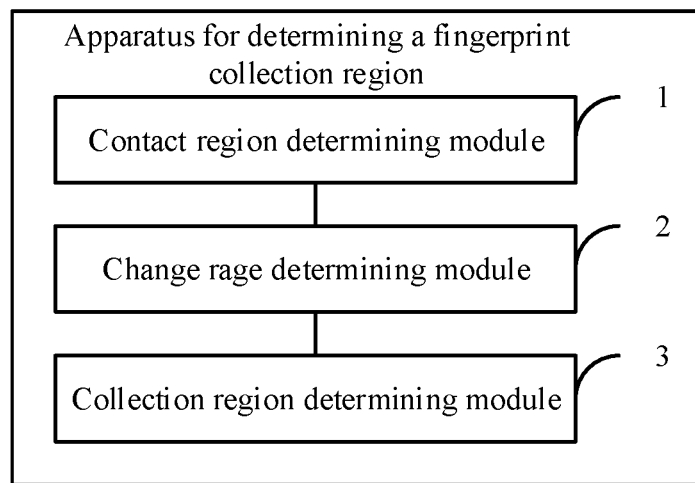 Apparatus for determining a fingerprint
collection region
1
Contact region determining module
2
Change rage determining module
3
Collection region determining module